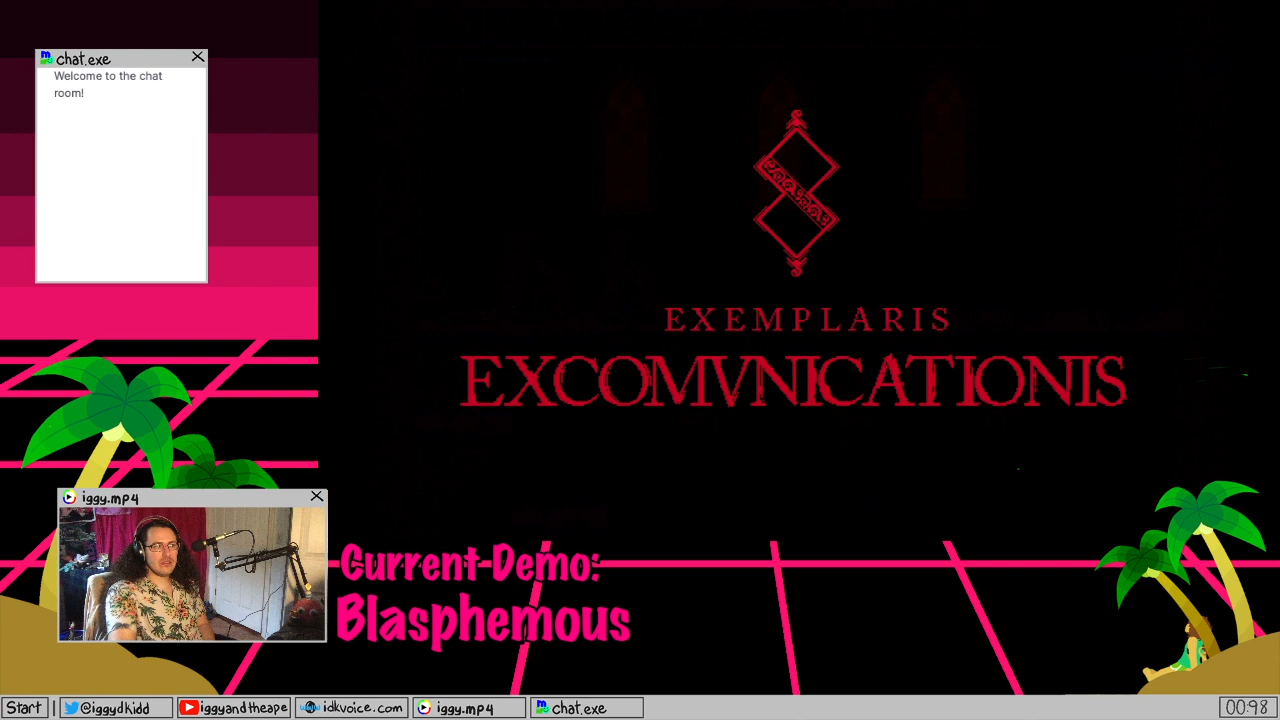 chat.exe
Welcome to the chat
room!
EXEMPLARIS
EXCOMVNICATIONIS
iggy.mp4
Current Demo:
Blasphemous
Start
@iggydkidd
iggyandtheape
idkvoice.com
iggy.mp4
chat.exe
00:98